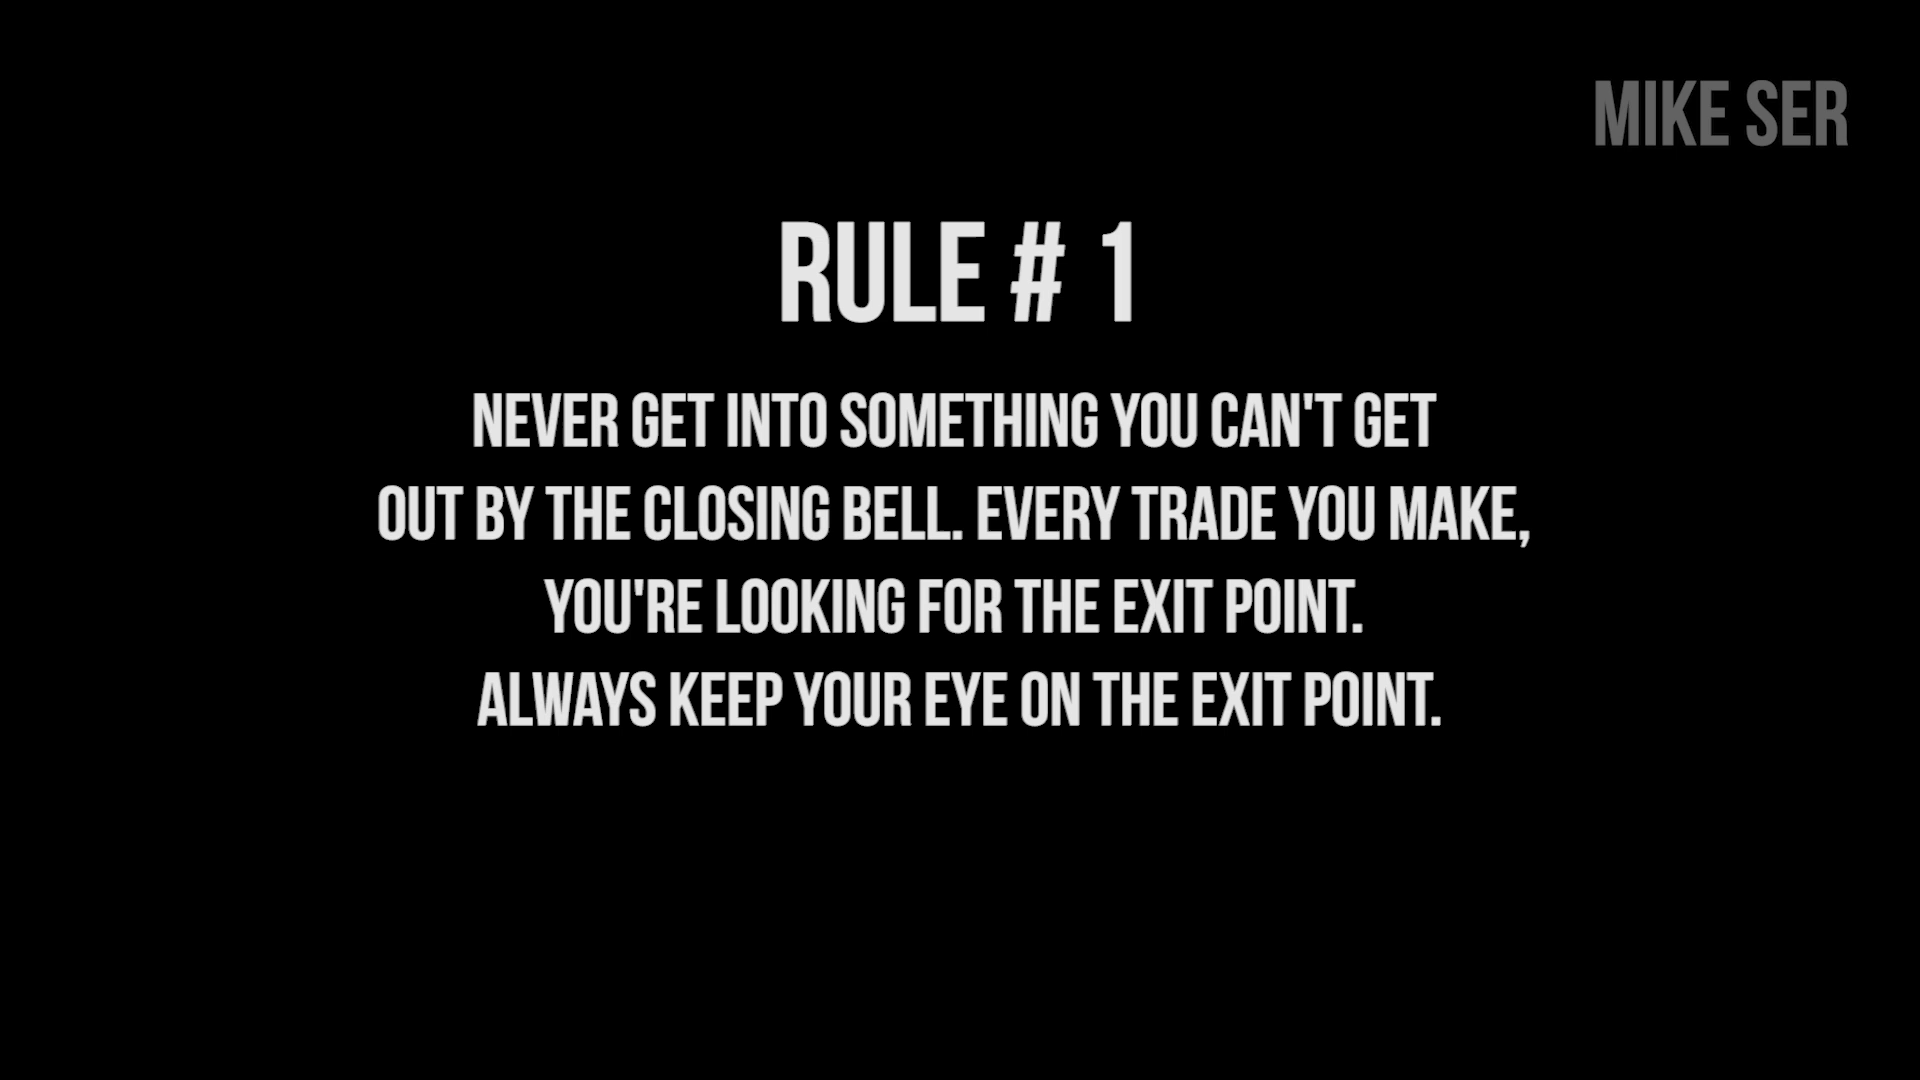 MIKE SER
RULE # 1
NEVER GET INTO SOMETHING YOU CAN'T GET
OUT BY THE CLOSING BELL. EVERY TRADE YOU MAKE,
YOU'RE LOOKING FOR THE EXIT POINT.
ALWAYS KEEP YOUR EYE ON THE EXIT POINT.